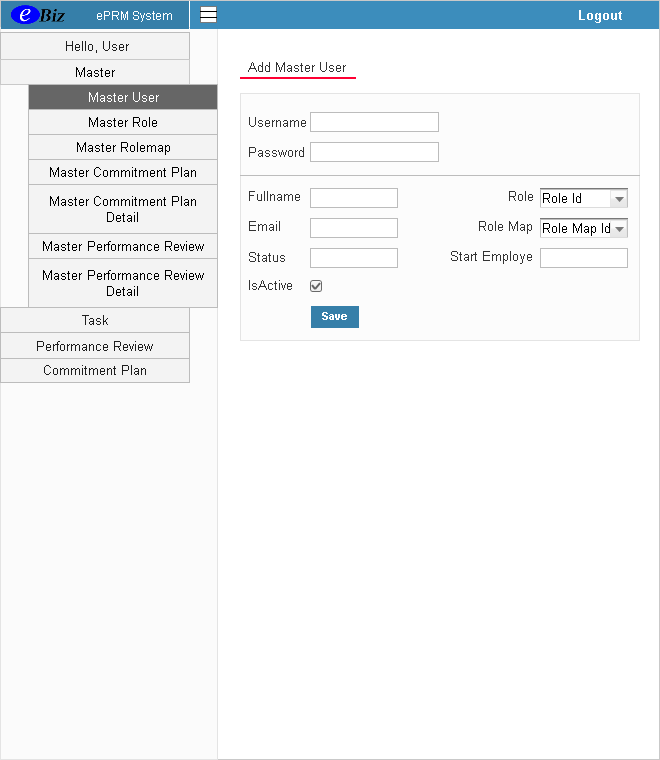 eBiz ePRM System Logout
Hello, User
Master
Master User
Master Role
Master Rolemap
Master Commitment Plan
Master Commitment Plan
Detail
Master Performance Review
Master Performance Review
Detail
Task
Performance Review
Commitment Plan
Add Master User
Username
Password
Fullname Role Role Id
Email Role Map Role Map Id
Status Start Employe
IsActive
Save